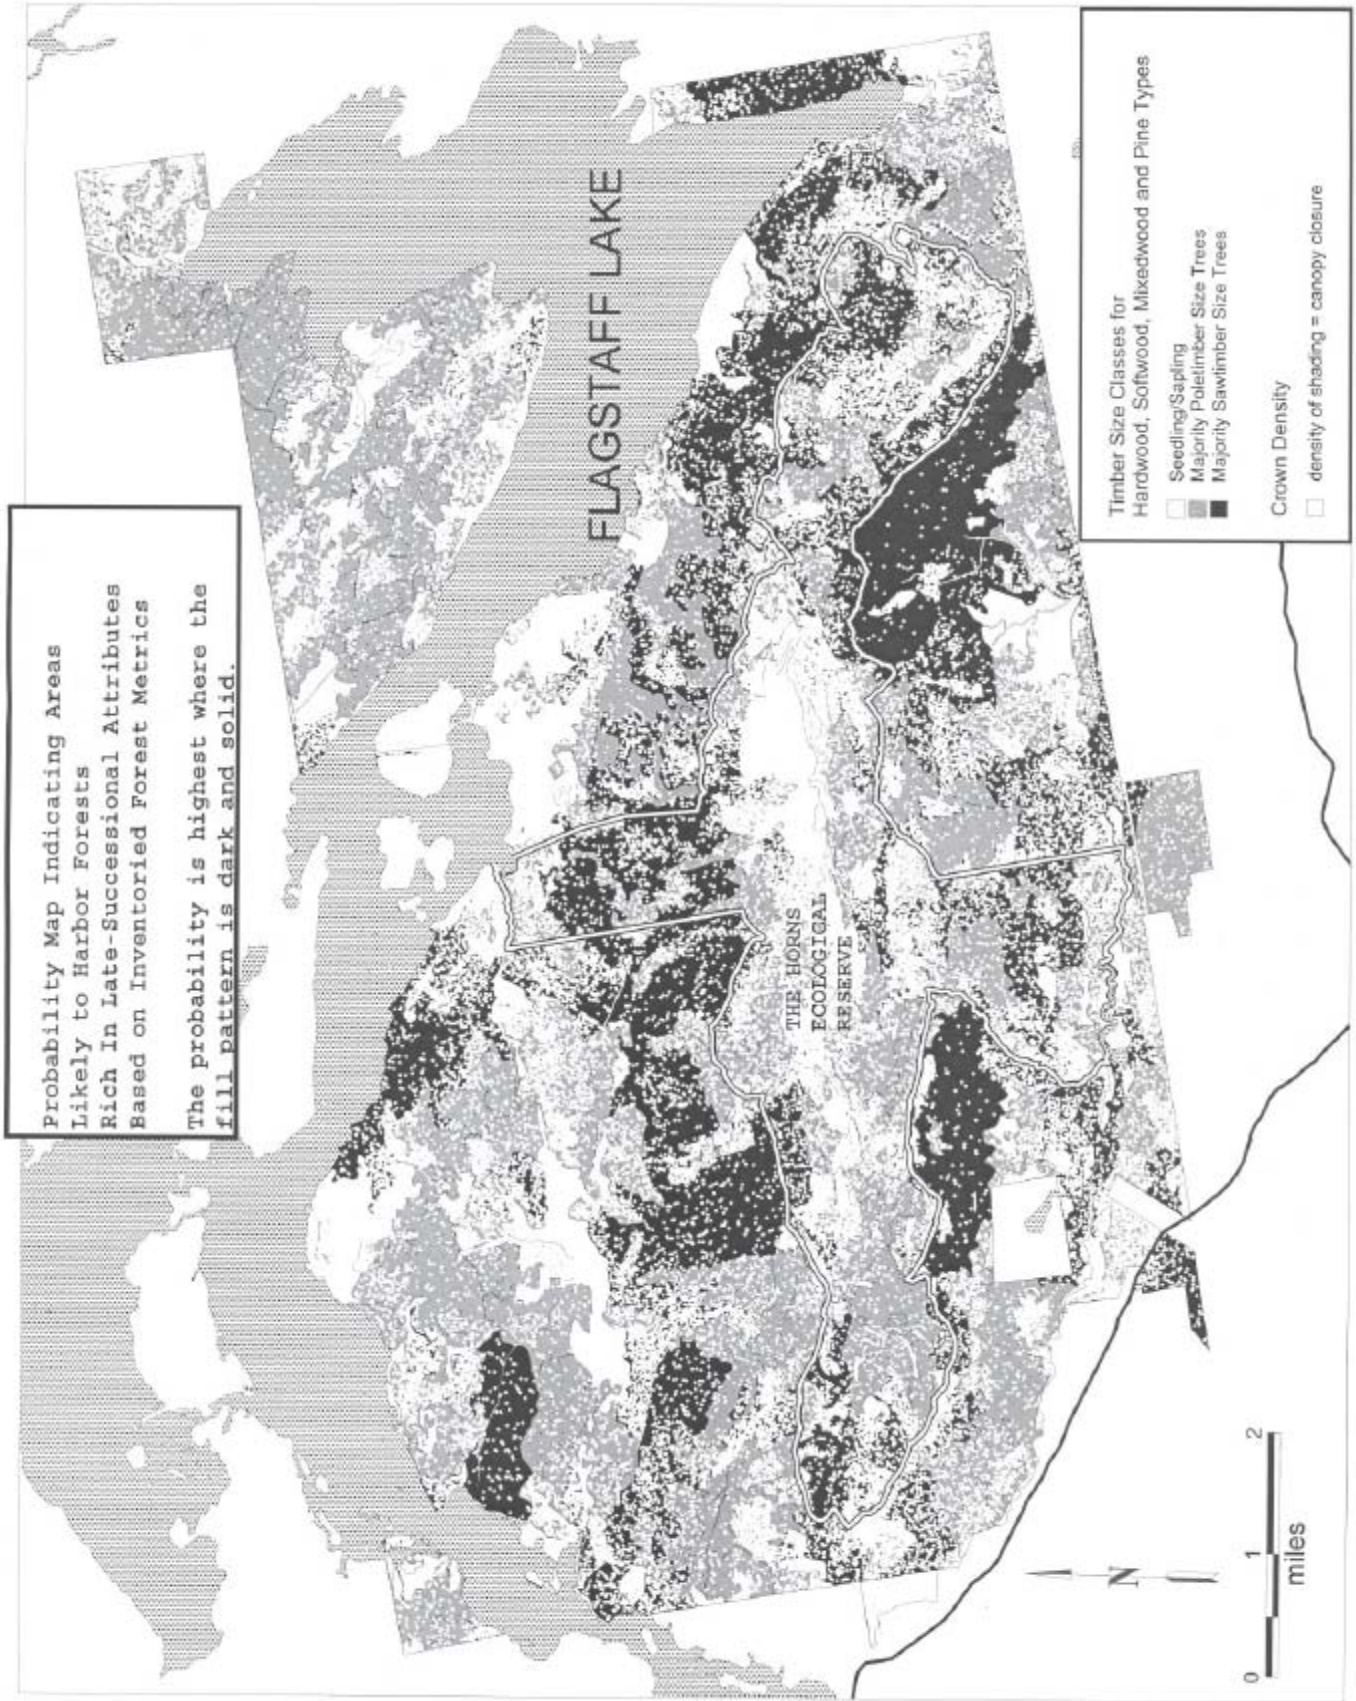 Probability Map Indicating Areas
Likely to Harbor Forests
Rich In Late-Successional Attributes
Based on Inventoried Forest Metrics
The probability is highest where the
fill pattern is dark and solid.
FLAGSTAFF LAKE
THE HORNS
ECOLOGICAL
RESERVE
Timber Size Classes for
Hardwood, Softwood, Mixedwood and Pine Types
Seedling/Sapling
Majority Poletimber Size Trees
Majority Sawtimber Size Trees
Crown Density
density of shading = canopy closure
N
0 1 2
miles